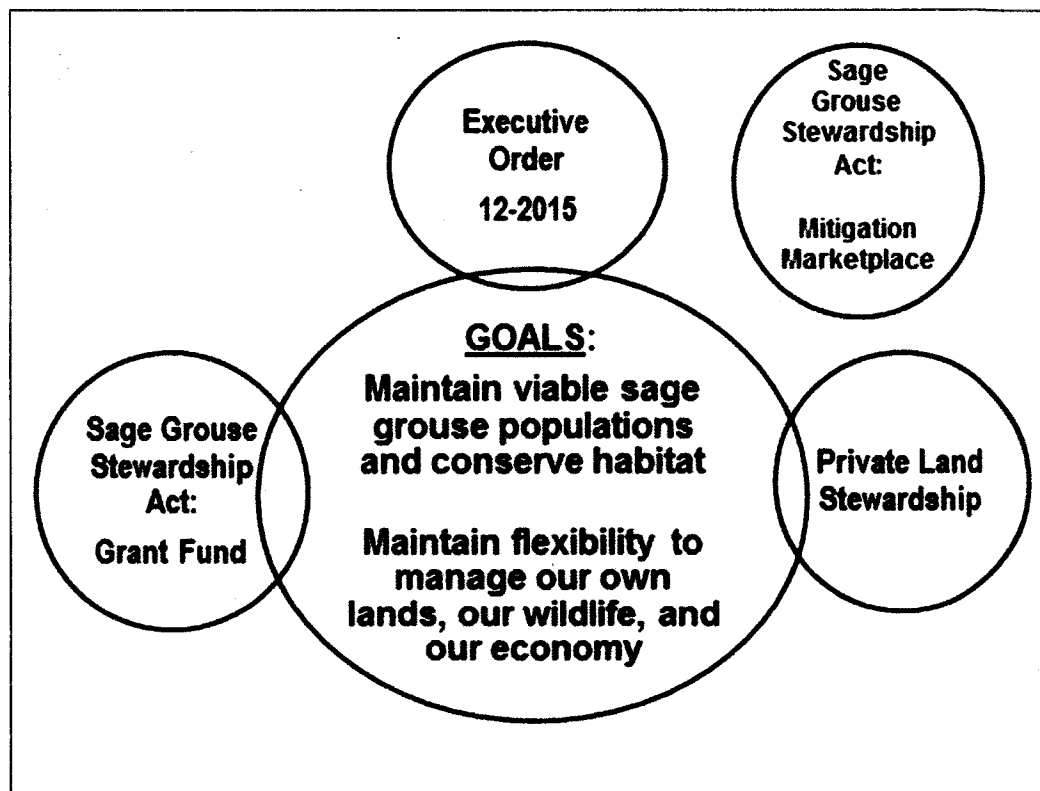 Executive
Order
12-2015
Sage
Grouse
Stewardship
Act:
Mitigation
Marketplace
GOALS:
Maintain viable sage
grouse populations
and conserve habitat
Maintain flexibility to
manage our own
lands, our wildlife, and
our economy
Sage Grouse
Stewardship
Act:
Grant Fund
Private Land
Stewardship